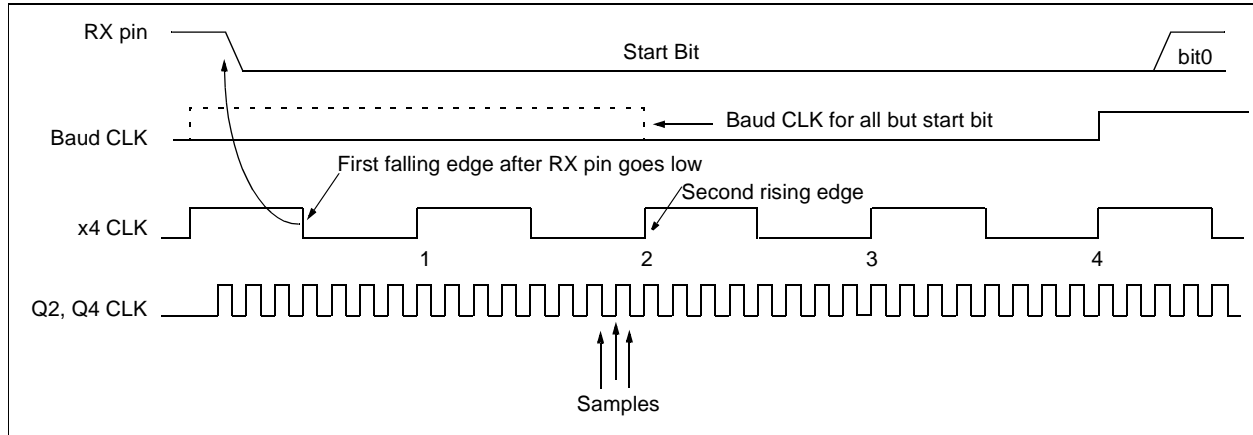 RX pin
Start Bit
bit0
Baud CLK
Baud CLK for all but start bit
First falling edge after RX pin goes low
Second rising edge
x4 CLK
1 2 3 4
Q2, Q4 CLK
Samples